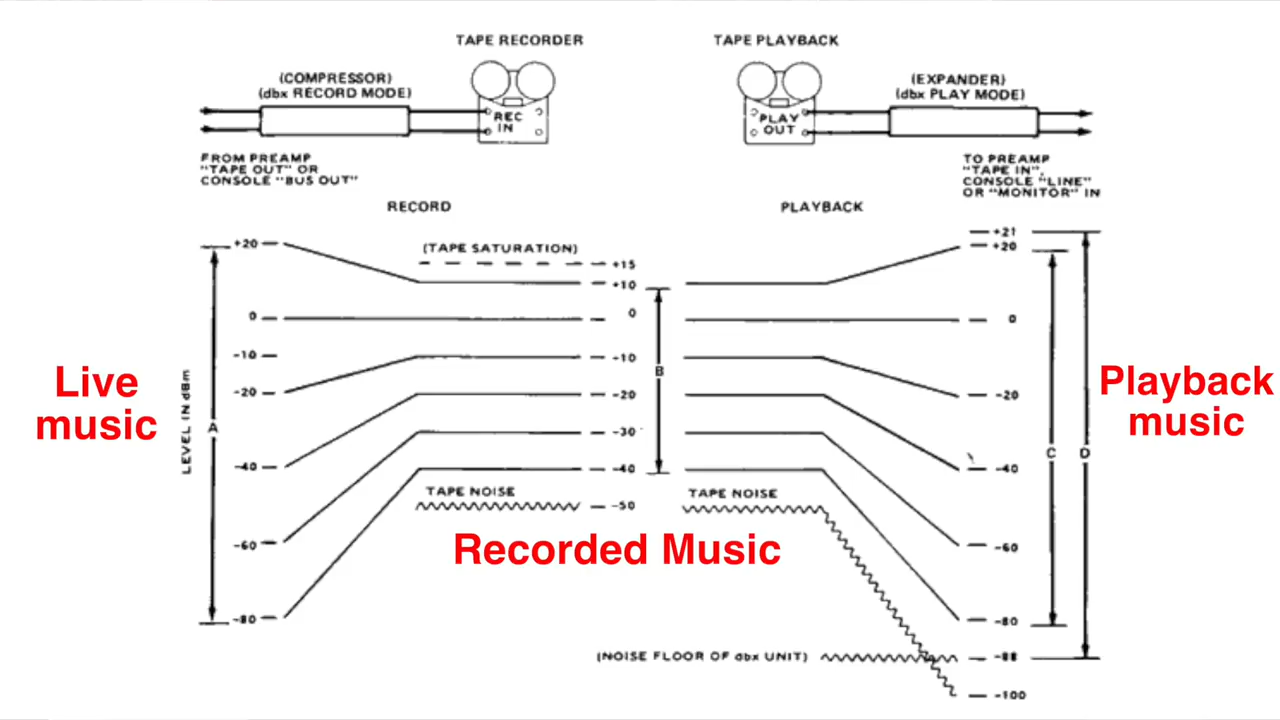 TAPE RECORDER
TAPE PLAYBACK
(COMPRESSOR)
(dbx RECORD MODE)
(EXPANDER)
(dbx PLAY MODE)
REC
IN
PLAY
OUT
FROM PREAMP
"TAPE OUT" OR
CONSOLE "BUS OUT"
TO PREAMP
"TAPE IN",
CONSOLE "LINE"
OR "MONITOR" IN
RECORD
PLAYBACK
+20
0
-10
-20
-40
-60
-80
LEVEL IN dBm
A
Live
music
(TAPE SATURATION)
+15
+10
0
-10
-20
-30
-40
-50
TAPE NOISE
B
TAPE NOISE
Recorded Music
+21
+20
0
-20
-40
-60
-80
-88
-100
C
D
Playback
music
(NOISE FLOOR OF dbx UNIT)